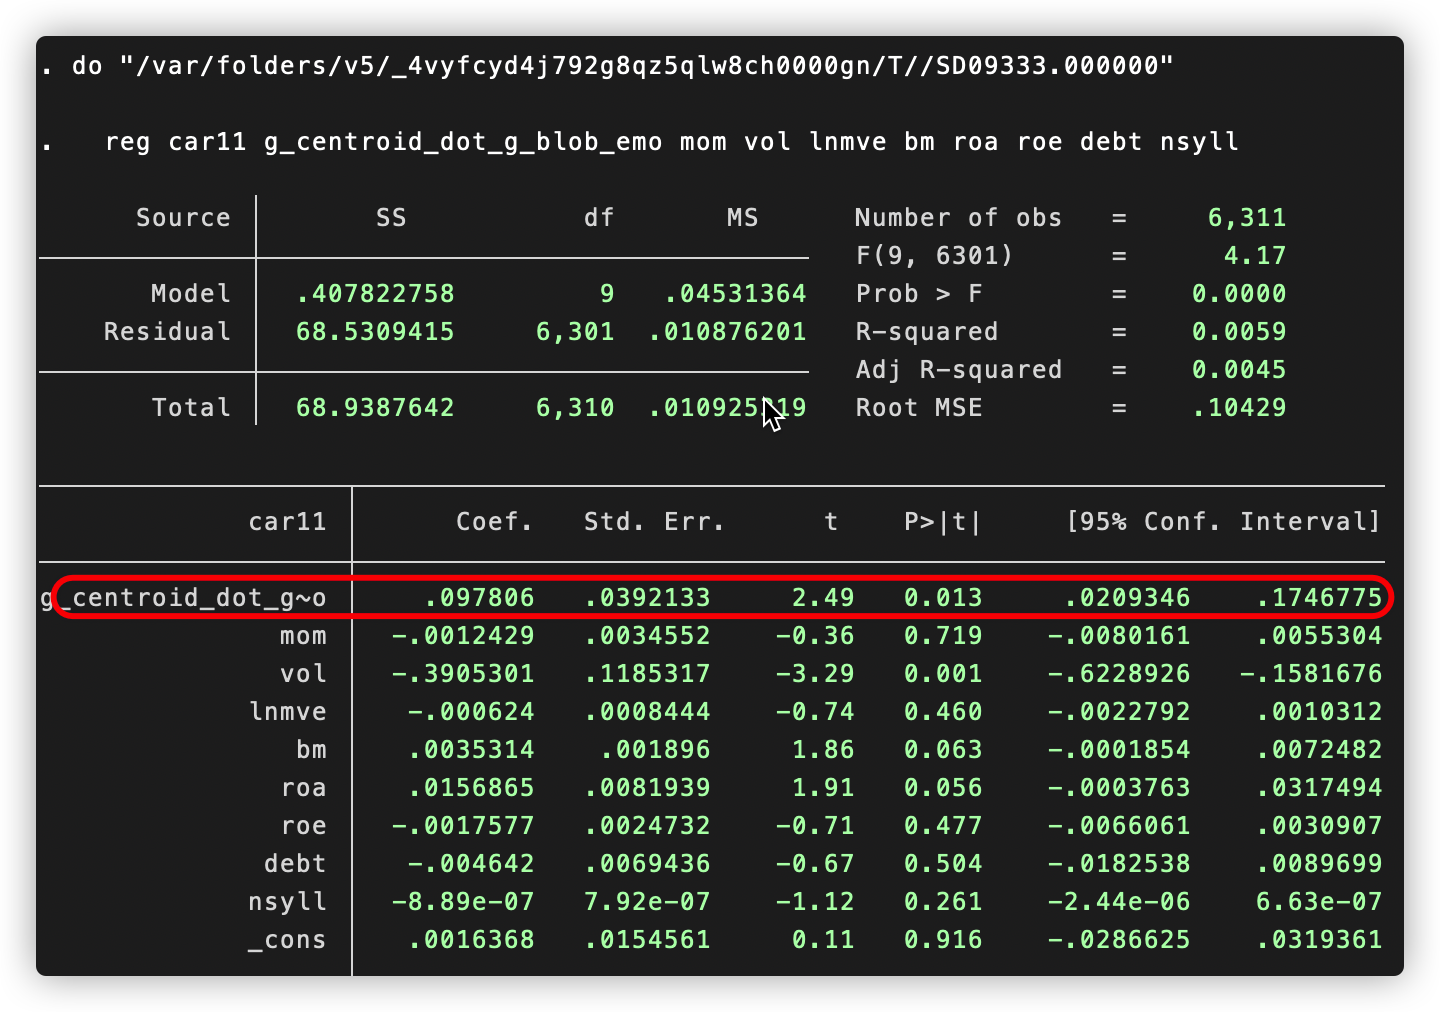 . do "/var/folders/v5/_4vyfcyd4j792g8qz5qlw8ch0000gn/T//SD09333.000000"
. reg car11 g_centroid_dot_g_blob_emo mom vol lnmve bm roa roe debt nsyll
Source SS df MS Number of obs = 6,311
F(9, 6301) = 4.17
Model .407822758 9 .04531364 Prob > F = 0.0000
Residual 68.5309415 6,301 .010876201 R-squared = 0.0059
Adj R-squared = 0.0045
Total 68.9387642 6,310 Root MSE = .10429
car11 Coef. Std. Err. t P>|t| [95% Conf. Interval]
g_centroid_dot_g~o .097806 .0392133 2.49 0.013 .0209346 .1746775
mom -.0012429 .0034552 -0.36 0.719 -.0080161 .0055304
vol -.3905301 .1185317 -3.29 0.001 -.6228926 -.1581676
lnmve -.000624 .0008444 -0.74 0.460 -.0022792 .0010312
bm .0035314 .001896 1.86 0.063 -.0001854 .0072482
roa .0156865 .0081939 1.91 0.056 -.0003763 .0317494
roe -.0017577 .0024732 -0.71 0.477 -.0066061 .0030907
debt -.004642 .0069436 -0.67 0.504 -.0182538 .0089699
nsyll -8.89e-07 7.92e-07 -1.12 0.261 -2.44e-06 6.63e-07
_cons .0016368 .0154561 0.11 0.916 -.0286625 .0319361